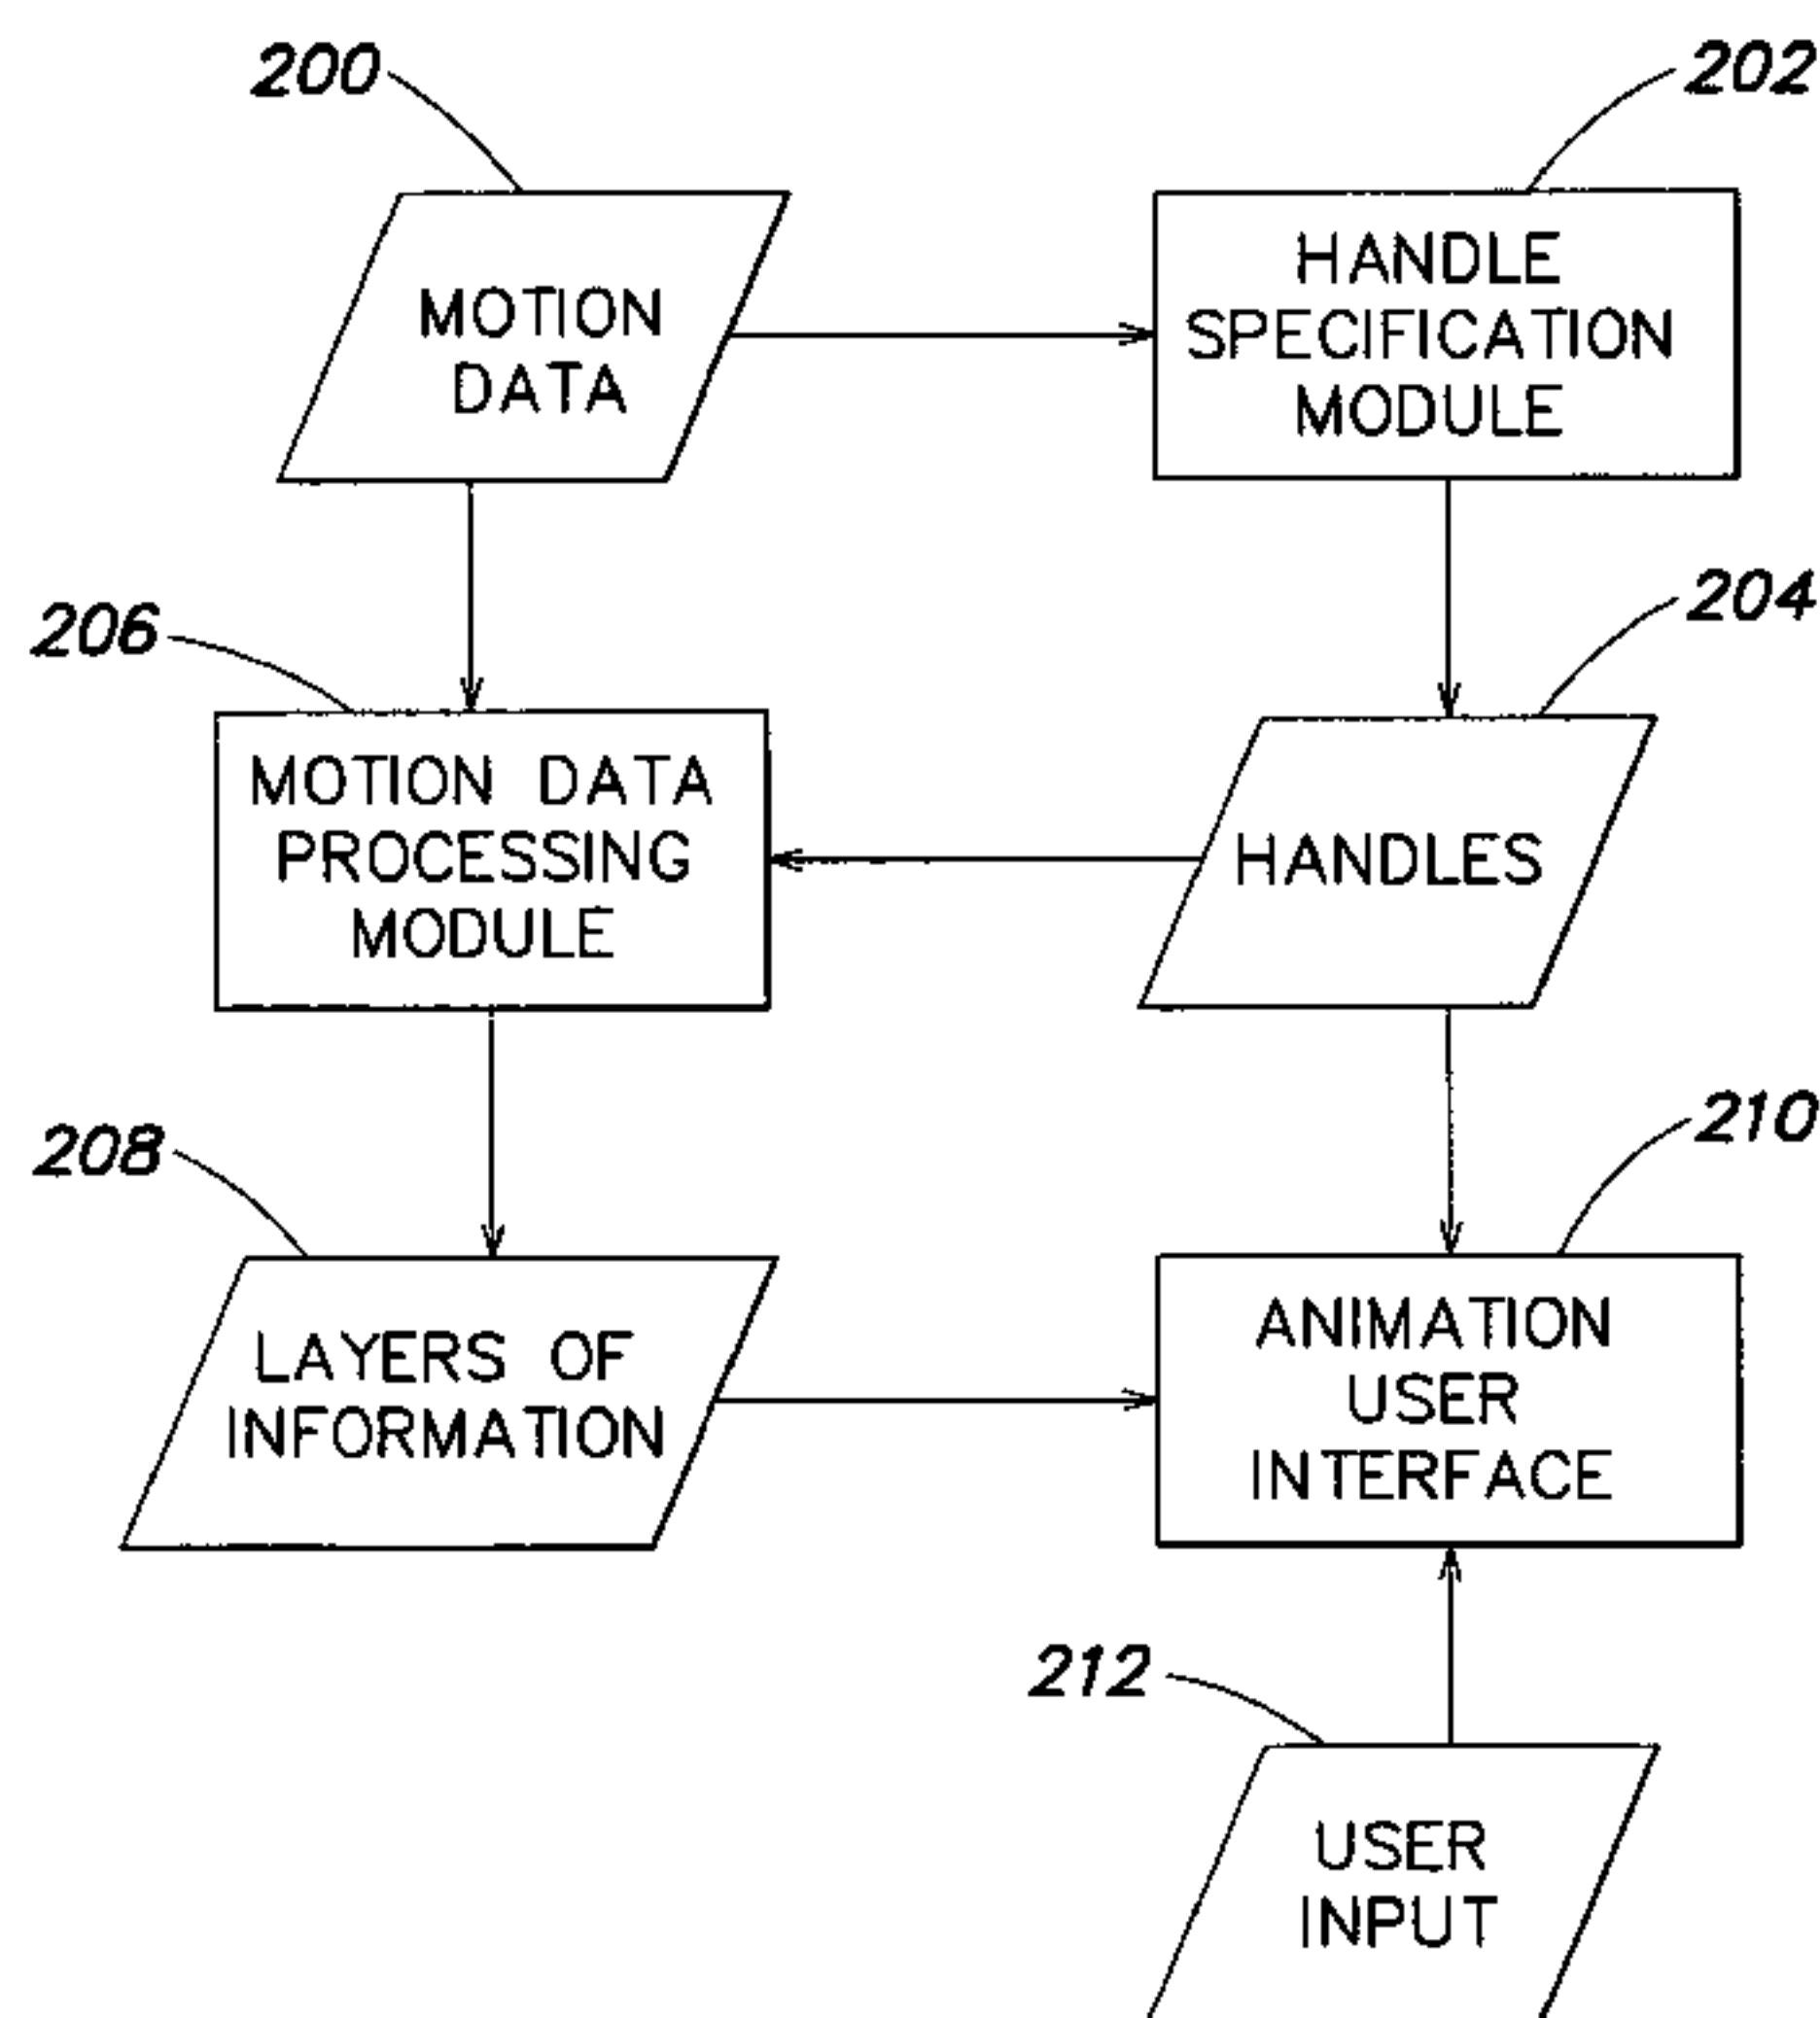 200
202
MOTION
DATA
HANDLE
SPECIFICATION
MODULE
206
204
MOTION DATA
PROCESSING
MODULE
HANDLES
208
210
LAYERS OF
INFORMATION
ANIMATION
USER
INTERFACE
212
USER
INPUT